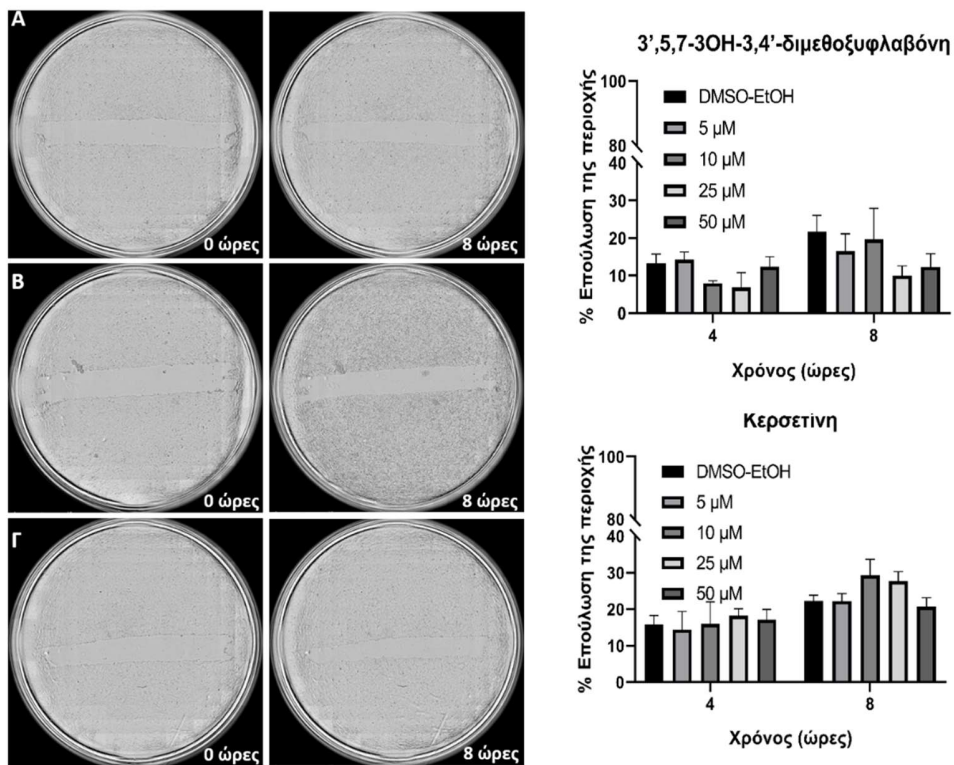 Α
0 ώρες
8 ώρες
Β
0 ώρες
8 ώρες
Γ
0 ώρες
8 ώρες
3’,5,7-3OH-3,4’-διμεθοξυφλαβόνη
% Επούλωση της περιοχής
100
80
30
20
10
0
DMSO-EtOH
5 μM
10 μM
25 μM
50 μM
4
8
Χρόνος (ώρες)
Κερσετiνη
% Επούλωση της περιοχής
100
80
40
30
20
10
0
DMSO-EtOH
5 μM
10 μM
25 μM
50 μM
4
8
Χρόνος (ώρες)